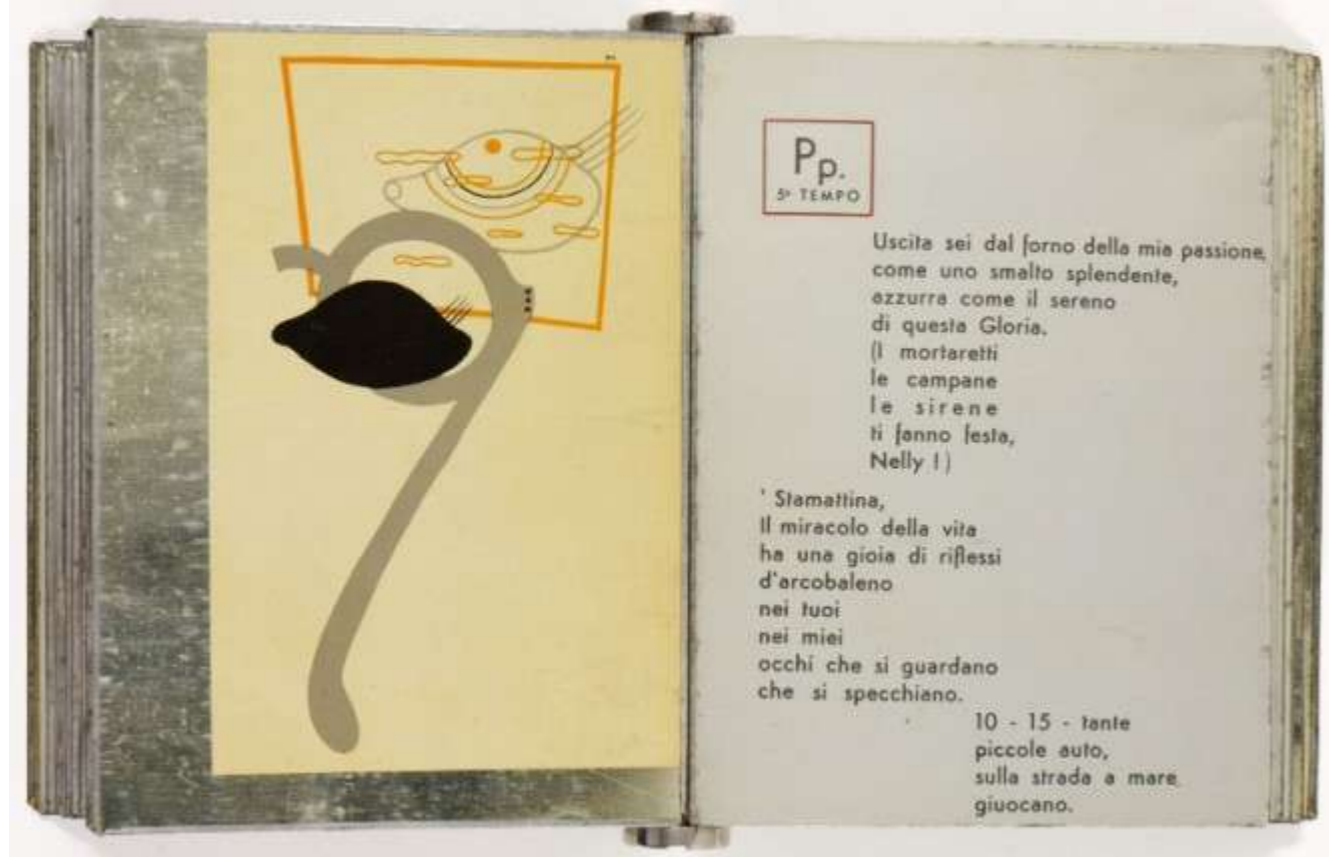 Pp.
5º TEMPO
Uscita sei dal forno della mia passione,
come uno smalto splendente,
azzurra come il sereno
di questa Gloria.
(I mortaretti
le campane
le sirene
ti fanno festa,
Nelly !)
Stamattina,
Il miracolo della vita
ha una gioia di riflessi
d'arcobaleno
nei tuoi
nei miei
occhi che si guardano
che si specchiano.
10 - 15 - tante
piccole auto,
sulla strada a mare
giuocano.